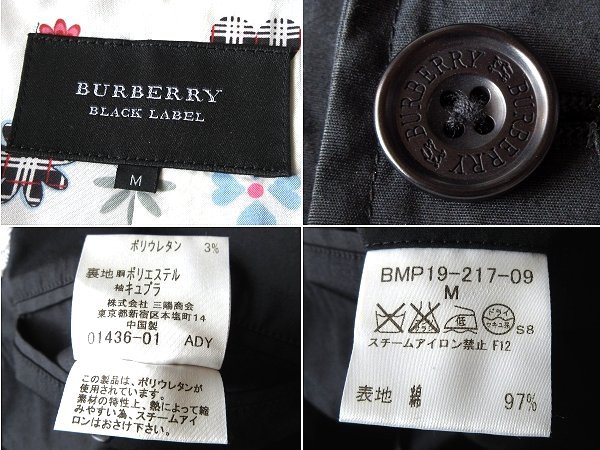 BURBERRY
BLACK LABEL
M
BURBERRY BURBERRY
ポリウレタン 3%
裏地 胴ポリエステル
袖キュプラ
株式会社 三陽商会
東京都新宿区本塩町14
中国製
01436-01 ADY
この製品は、ポリウレタンが
使用されています。
素材の特性上、熱によって縮
みやすい為、スチームアイ
ロンはおさけ下さい。
BMP19-217-09
M
低 ドライ S8
スチームアイロン禁止 F12
表地 綿 97%